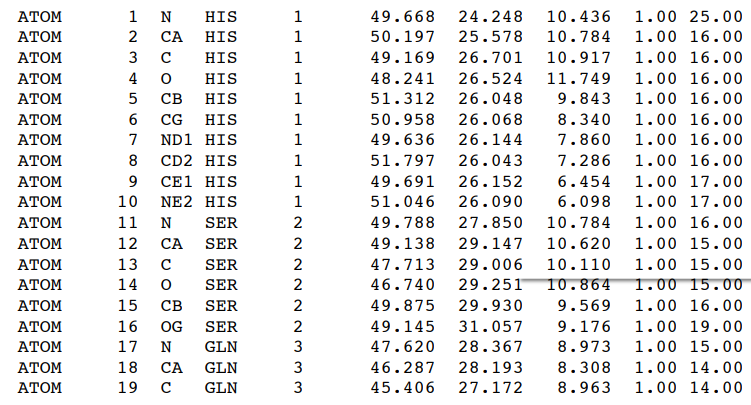 ATOM 1 N HIS 1 49.668 24.248 10.436 1.00 25.00
ATOM 2 CA HIS 1 50.197 25.578 10.784 1.00 16.00
ATOM 3 C HIS 1 49.169 26.701 10.917 1.00 16.00
ATOM 4 O HIS 1 48.241 26.524 11.749 1.00 16.00
ATOM 5 CB HIS 1 51.312 26.048 9.843 1.00 16.00
ATOM 6 CG HIS 1 50.958 26.068 8.340 1.00 16.00
ATOM 7 ND1 HIS 1 49.636 26.144 7.860 1.00 16.00
ATOM 8 CD2 HIS 1 51.797 26.043 7.286 1.00 16.00
ATOM 9 CE1 HIS 1 49.691 26.152 6.454 1.00 17.00
ATOM 10 NE2 HIS 1 51.046 26.090 6.098 1.00 17.00
ATOM 11 N SER 2 49.788 27.850 10.784 1.00 16.00
ATOM 12 CA SER 2 49.138 29.147 10.620 1.00 15.00
ATOM 13 C SER 2 47.713 29.006 10.110 1.00 15.00
ATOM 14 O SER 2 46.740 29.251 10.864 1.00 15.00
ATOM 15 CB SER 2 49.875 29.930 9.569 1.00 16.00
ATOM 16 OG SER 2 49.145 31.057 9.176 1.00 19.00
ATOM 17 N GLN 3 47.620 28.367 8.973 1.00 15.00
ATOM 18 CA GLN 3 46.287 28.193 8.308 1.00 14.00
ATOM 19 C GLN 3 45.406 27.172 8.963 1.00 14.00